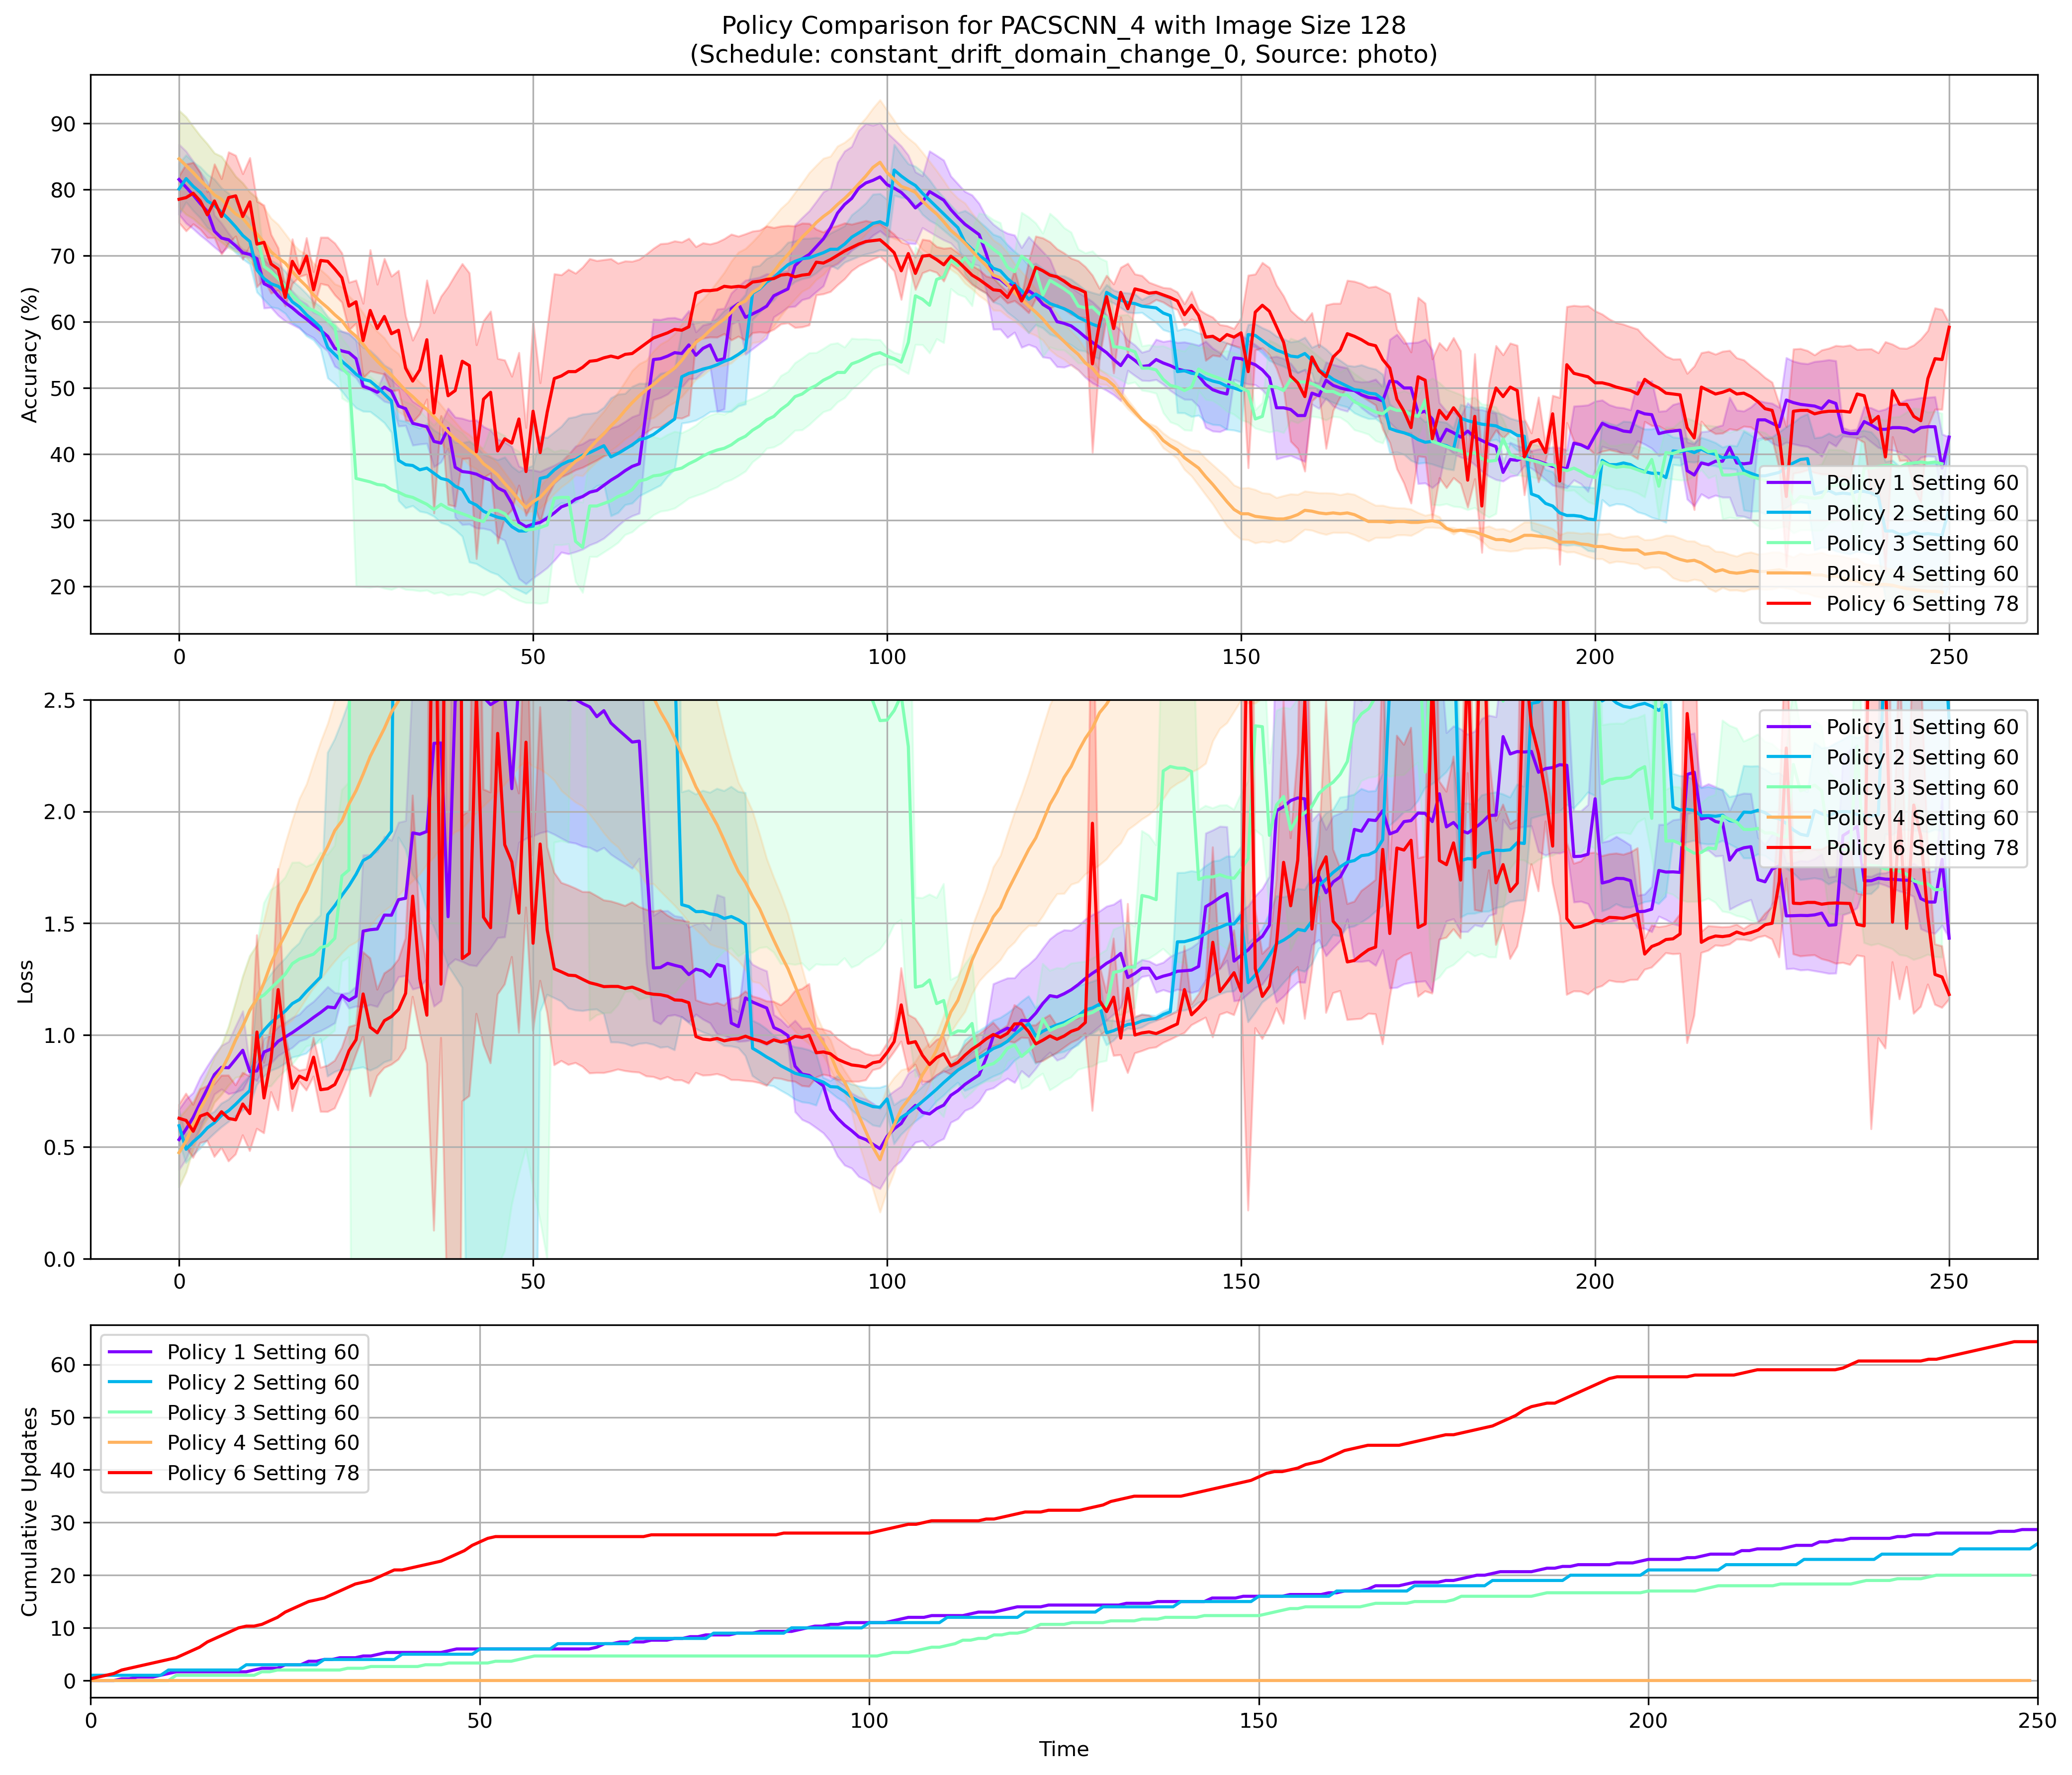 Policy Comparison for PACSCNN_4 with Image Size 128
(Schedule: constant_drift_domain_change_0, Source: photo)
Accuracy (%)
90
80
70
60
50
40
30
20
0
50
100
150
200
250
Policy 1 Setting 60
Policy 2 Setting 60
Policy 3 Setting 60
Policy 4 Setting 60
Policy 6 Setting 78
Loss
2.5
2.0
1.5
1.0
0.5
0.0
0
50
100
150
200
250
Policy 1 Setting 60
Policy 2 Setting 60
Policy 3 Setting 60
Policy 4 Setting 60
Policy 6 Setting 78
Cumulative Updates
60
50
40
30
20
10
0
0
50
100
150
200
250
Policy 1 Setting 60
Policy 2 Setting 60
Policy 3 Setting 60
Policy 4 Setting 60
Policy 6 Setting 78
Time